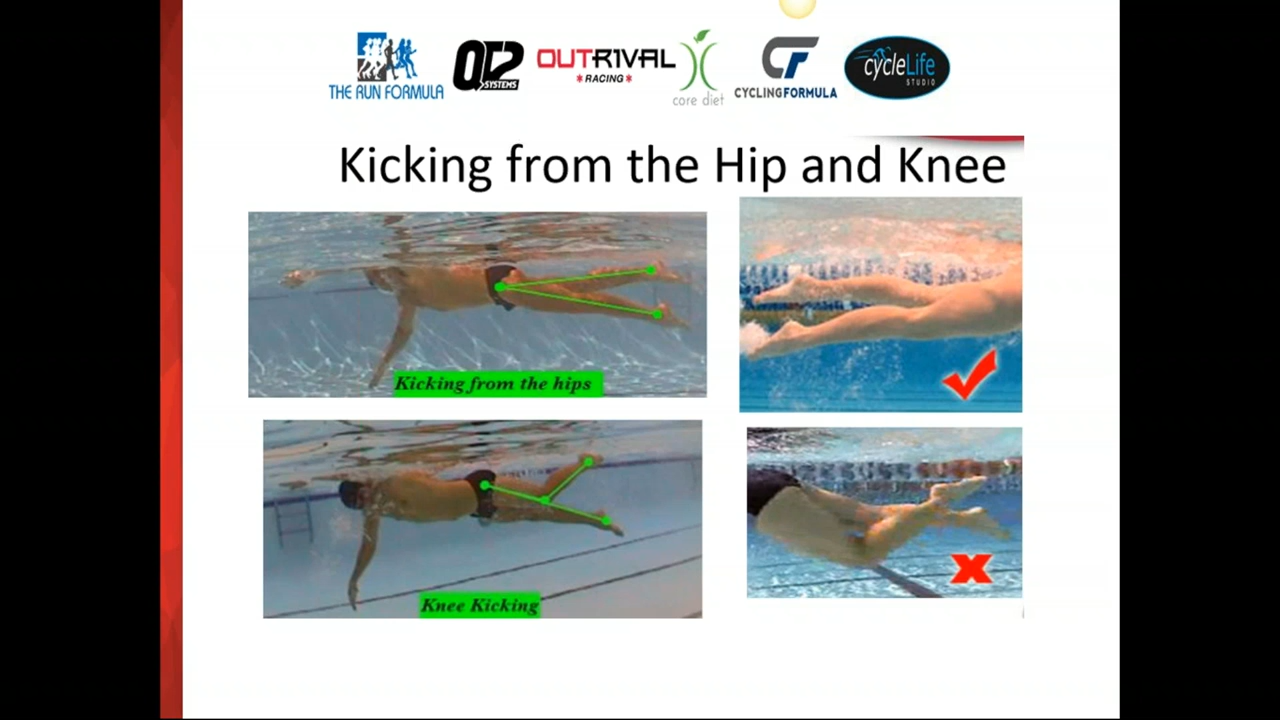 THE RUN FORMULA
QT2
SYSTEMS
OUTRIVAL
*RACING*
core diet
CYCLINGFORMULA
cycleLife
STUDIO
Kicking from the Hip and Knee
Kicking from the hips
Knee Kicking